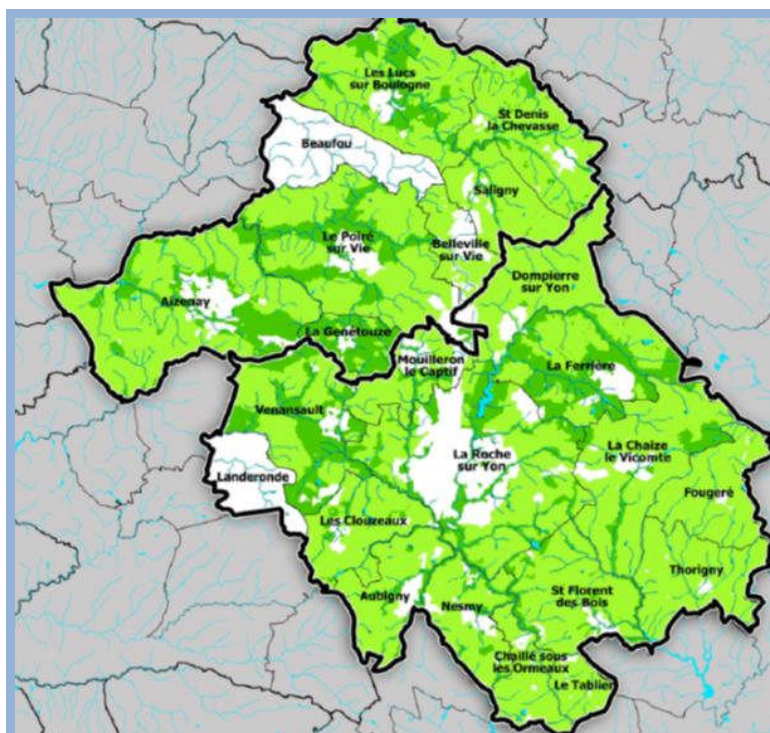 Les Lucs
sur Boulogne
St Denis
la Chevasse
Beaufou
Saligny
Le Poiré
sur Vie
Belleville
sur Vie
Dompierre
sur Yon
Aizenay
La Genétouze
Mouilleron
le Captif
La Ferrière
Venansault
La Roche
sur Yon
La Chaize
le Vicomte
Landeronde
Fougeré
Les Clouzeaux
Thorigny
Aubigny
Nesmy
St Florent
des Bois
Chaillé sous
les Ormeaux
Le Tablier